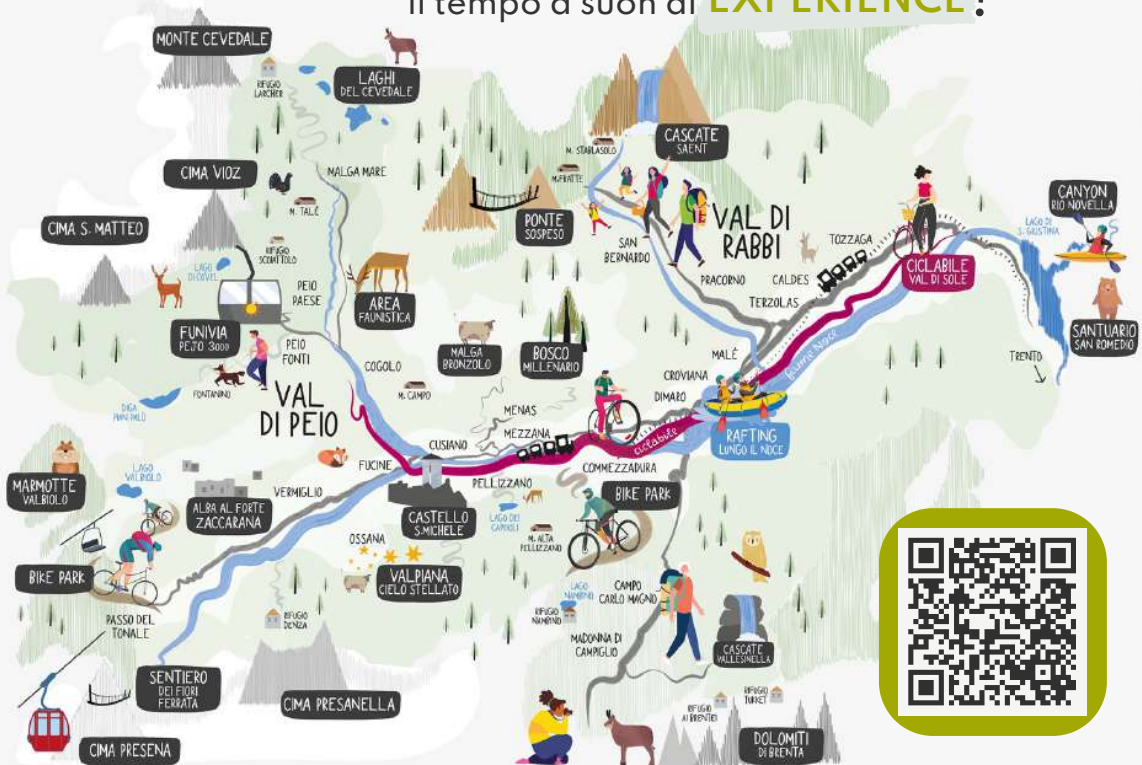 il tempo a suon di EXPERIENCE!
MONTE CEVEDALE
RIFUGIO
LARCHER
LAGHI
DEL CEVEDALE
CASCATE
SAENT
M. STABLASOLO
M. FRATTE
CIMA VIOZ
MALGA MARE
M. TALÉ
CIMA S. MATTEO
RIFUGIO
SCOIATTOLO
LAGO
DI COVEL
PEIO
PAESE
AREA
FAUNISTICA
PONTE
SOSPESO
SAN
BERNARDO
VAL DI
RABBI
PRACORNO
TOZZAGA
CALDES
TERZOLAS
CICLABILE
VAL DI SOLE
CANYON
RIO NOVELLA
LAGO DI
S. GIUSTINA
SANTUARIO
SAN ROMEDIO
TRENTO
FUNIVIA
PEJO 3000
PEIO
FONTI
FONTANINO
COGOLO
MALGA
BRONZOLO
BOSCO
MILLENARIO
MALÉ
CROVIANA
fiume Noce
M. CAMPO
DIMARO
DIGA
PIAN PALÙ
VAL
DI PEIO
MENAS
MEZZANA
CUSIANO
ciclabile
RAFTING
LUNGO IL NOCE
MARMOTTE
VALBIOLO
LAGO
VALBIOLO
FUCINE
PELLIZZANO
COMMEZZADURA
ALBA AL FORTE
ZACCARANA
VERMIGLIO
CASTELLO
S.MICHELE
LAGO DEI
CAPRIOLI
BIKE PARK
M. ALTA
PELLIZZANO
OSSANA
VALPIANA
CIELO STELLATO
BIKE PARK
PASSO DEL
TONALE
RIFUGIO
DENZA
LAGO
NAMBINO
RIFUGIO
NAMBINO
CAMPO
CARLO MAGNO
MADONNA DI
CAMPIGLIO
CASCATE
VALLESINELLA
SENTIERO
DEI FIORI
FERRATA
CIMA PRESANELLA
RIFUGIO
AI BRENTEI
RIFUGIO
TUKKET
DOLOMITI
DI BRENTA
CIMA PRESENA